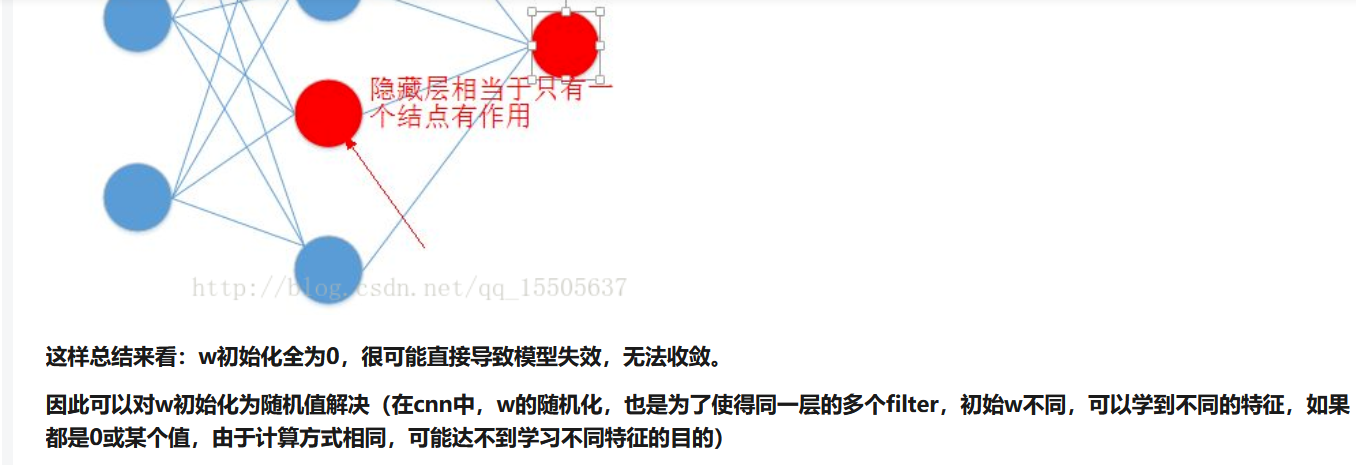 隐藏层相当于只有一
个结点有作用
http://blog.csdn.net/qq_15505637
这样总结来看：w初始化全为0，很可能直接导致模型失效，无法收敛。
因此可以对w初始化为随机值解决（在cnn中，w的随机化，也是为了使得同一层的多个filter，初始w不同，可以学到不同的特征，如果
都是0或某个值，由于计算方式相同，可能达不到学习不同特征的目的）